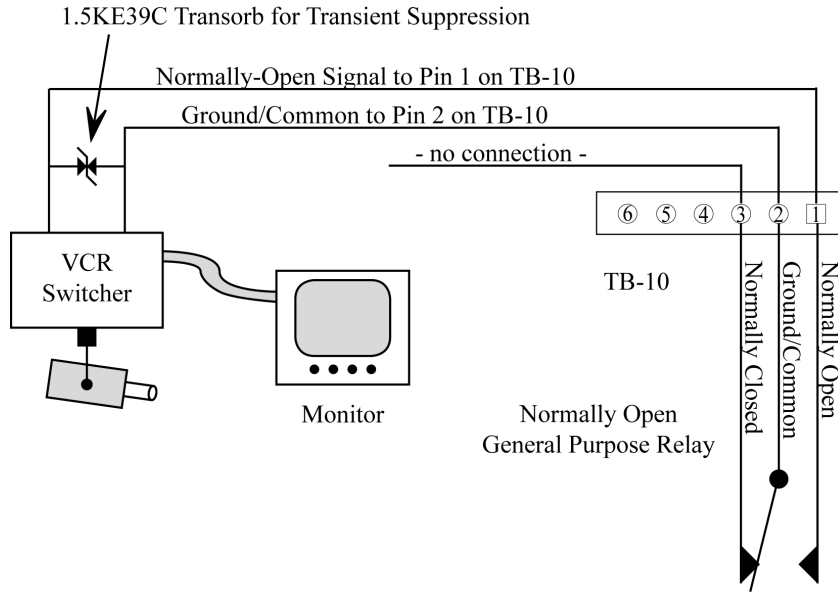 1.5KE39C Transorb for Transient Suppression
Normally-Open Signal to Pin 1 on TB-10
Ground/Common to Pin 2 on TB-10
- no connection -
6 5 4 3 2 1
VCR
Switcher
TB-10
Normally Closed
Ground/Common
Normally Open
Monitor
Normally Open
General Purpose Relay